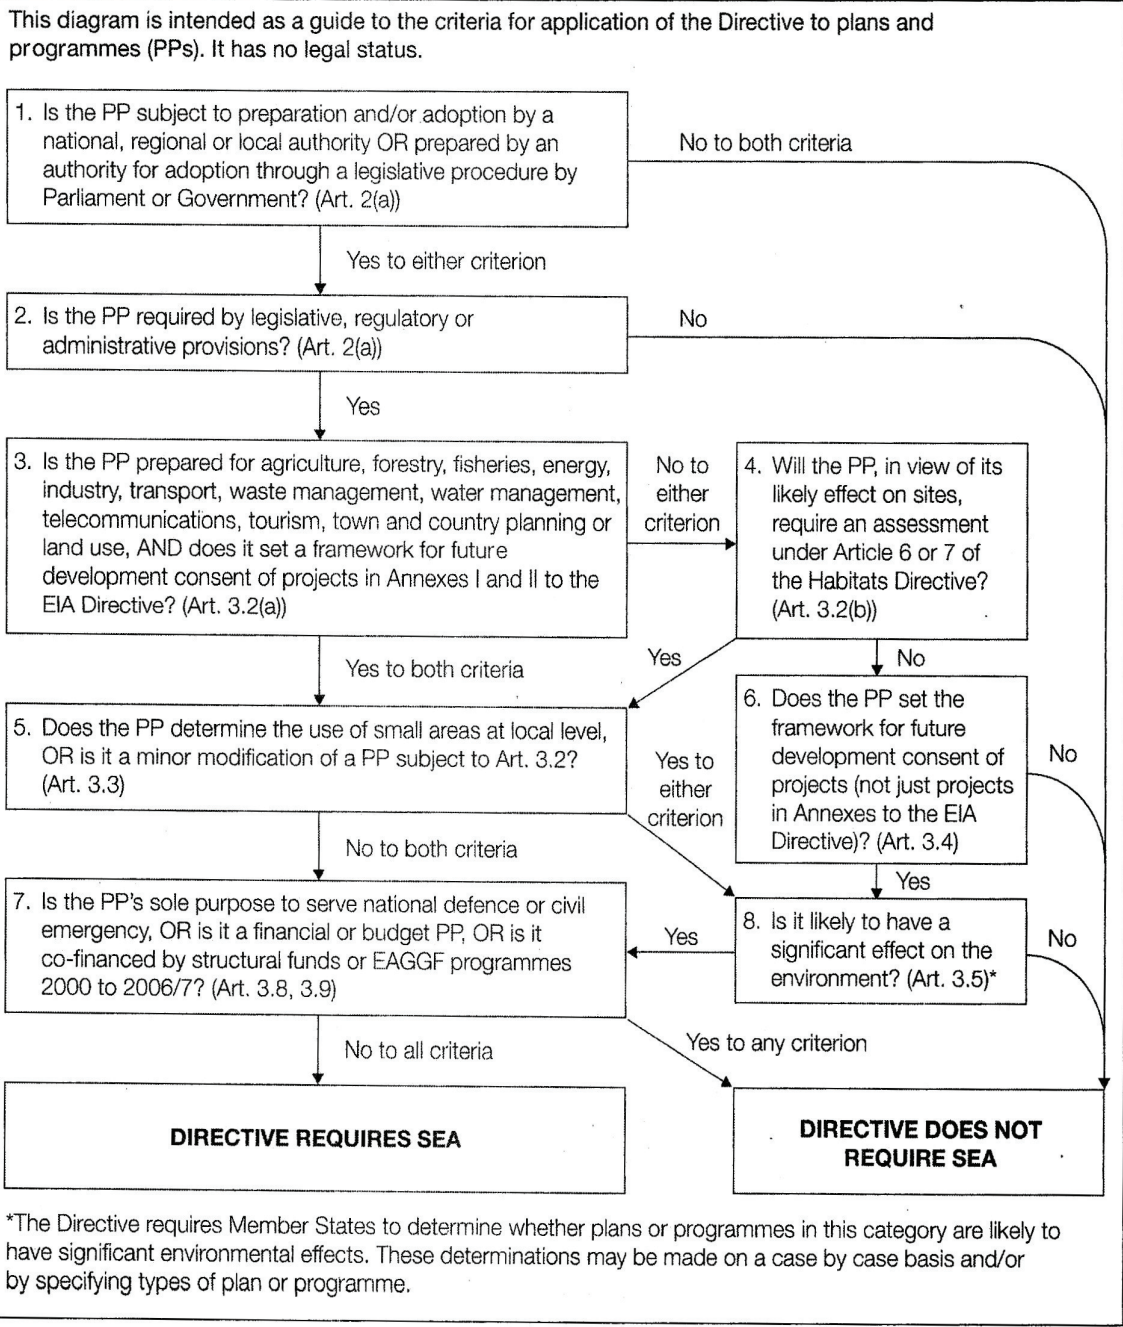 This diagram is intended as a guide to the criteria for application of the Directive to plans and
programmes (PPs). It has no legal status.
1. Is the PP subject to preparation and/or adoption by a
national, regional or local authority OR prepared by an
authority for adoption through a legislative procedure by
Parliament or Government? (Art. 2(a))
No to both criteria
Yes to either criterion
2. Is the PP required by legislative, regulatory or
administrative provisions? (Art. 2(a))
No
Yes
3. Is the PP prepared for agriculture, forestry, fisheries, energy,
industry, transport, waste management, water management,
telecommunications, tourism, town and country planning or
land use, AND does it set a framework for future
development consent of projects in Annexes I and II to the
EIA Directive? (Art. 3.2(a))
No to
either
criterion
4. Will the PP, in view of its
likely effect on sites,
require an assessment
under Article 6 or 7 of
the Habitats Directive?
(Art. 3.2(b))
Yes to both criteria
Yes
No
5. Does the PP determine the use of small areas at local level,
OR is it a minor modification of a PP subject to Art. 3.2?
(Art. 3.3)
Yes to
either
criterion
6. Does the PP set the
framework for future
development consent of
projects (not just projects
in Annexes to the EIA
Directive)? (Art. 3.4)
No
No to both criteria
Yes
7. Is the PP's sole purpose to serve national defence or civil
emergency, OR is it a financial or budget PP, OR is it
co-financed by structural funds or EAGGF programmes
2000 to 2006/7? (Art. 3.8, 3.9)
Yes
8. Is it likely to have a
significant effect on the
environment? (Art. 3.5)*
No
No to all criteria
Yes to any criterion
DIRECTIVE REQUIRES SEA
DIRECTIVE DOES NOT
REQUIRE SEA
*The Directive requires Member States to determine whether plans or programmes in this category are likely to
have significant environmental effects. These determinations may be made on a case by case basis and/or
by specifying types of plan or programme.